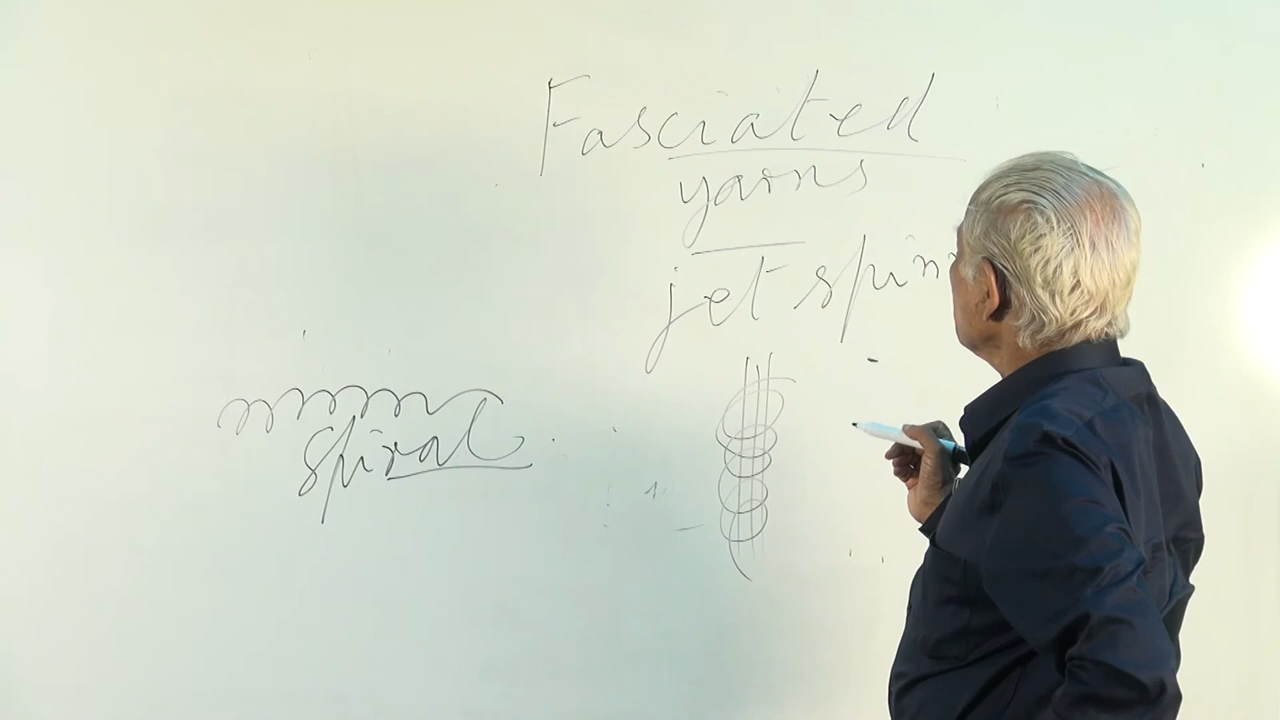 Fasciated
yarns
jet spin
spiral